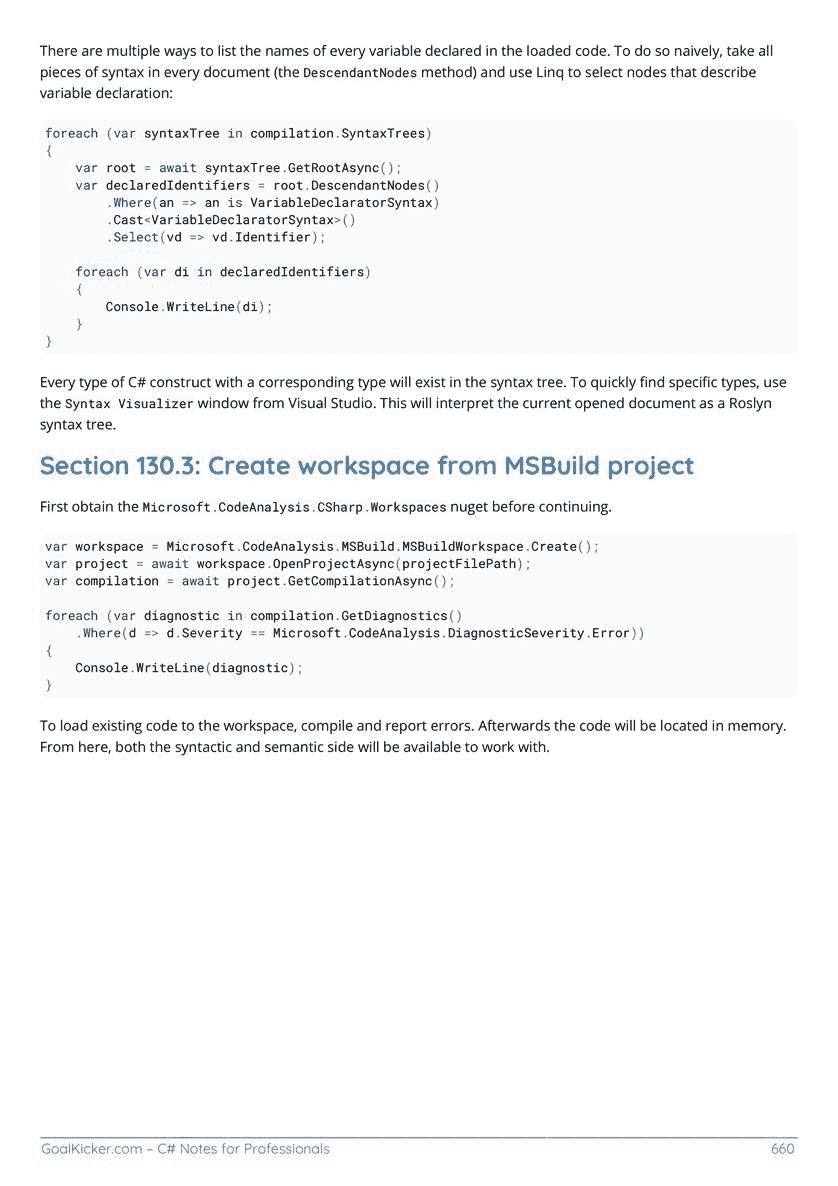 There are multiple ways to list the names of every variable declared in the loaded code. To do so naively, take all
pieces of syntax in every document (the DescendantNodes method) and use Linq to select nodes that describe
variable declaration:
foreach (var syntaxTree in compilation.SyntaxTrees)
{
    var root = await syntaxTree.GetRootAsync();
    var declaredIdentifiers = root.DescendantNodes()
        .Where(an => an is VariableDeclaratorSyntax)
        .Cast<VariableDeclaratorSyntax>()
        .Select(vd => vd.Identifier);
    foreach (var di in declaredIdentifiers)
    {
        Console.WriteLine(di);
    }
}
Every type of C# construct with a corresponding type will exist in the syntax tree. To quickly find specific types, use
the Syntax Visualizer window from Visual Studio. This will interpret the current opened document as a Roslyn
syntax tree.
Section 130.3: Create workspace from MSBuild project
First obtain the Microsoft.CodeAnalysis.CSharp.Workspaces nuget before continuing.
var workspace = Microsoft.CodeAnalysis.MSBuild.MSBuildWorkspace.Create();
var project = await workspace.OpenProjectAsync(projectFilePath);
var compilation = await project.GetCompilationAsync();
foreach (var diagnostic in compilation.GetDiagnostics()
    .Where(d => d.Severity == Microsoft.CodeAnalysis.DiagnosticSeverity.Error))
{
    Console.WriteLine(diagnostic);
}
To load existing code to the workspace, compile and report errors. Afterwards the code will be located in memory.
From here, both the syntactic and semantic side will be available to work with.
GoalKicker.com – C# Notes for Professionals 660